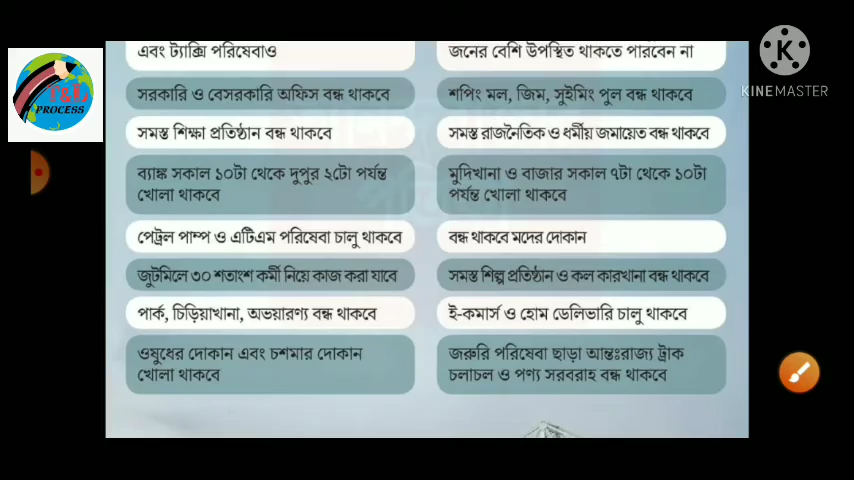 KINEMASTER
T&L
PROCESS
এবং ট্যাক্সি পরিষেবাও
সরকারি ও বেসরকারি অফিস বন্ধ থাকবে
সমস্ত শিক্ষা প্রতিষ্ঠান বন্ধ থাকবে
ব্যাঙ্ক সকাল ১০টা থেকে দুপুর ২টো পর্যন্ত
খোলা থাকবে
পেট্রল পাম্প ও এটিএম পরিষেবা চালু থাকবে
জুটমিলে ৩০ শতাংশ কর্মী নিয়ে কাজ করা যাবে
পার্ক, চিড়িয়াখানা, অভয়ারণ্য বন্ধ থাকবে
ওষুধের দোকান এবং চশমার দোকান
খোলা থাকবে
জনের বেশি উপস্থিত থাকতে পারবেন না
শপিং মল, জিম, সুইমিং পুল বন্ধ থাকবে
সমস্ত রাজনৈতিক ও ধর্মীয় জমায়েত বন্ধ থাকবে
মুদিখানা ও বাজার সকাল ৭টা থেকে ১০টা
পর্যন্ত খোলা থাকবে
বন্ধ থাকবে মদের দোকান
সমস্ত শিল্প প্রতিষ্ঠান ও কল কারখানা বন্ধ থাকবে
ই-কমার্স ও হোম ডেলিভারি চালু থাকবে
জরুরি পরিষেবা ছাড়া আন্তঃরাজ্য ট্রাক
চলাচল ও পণ্য সরবরাহ বন্ধ থাকবে